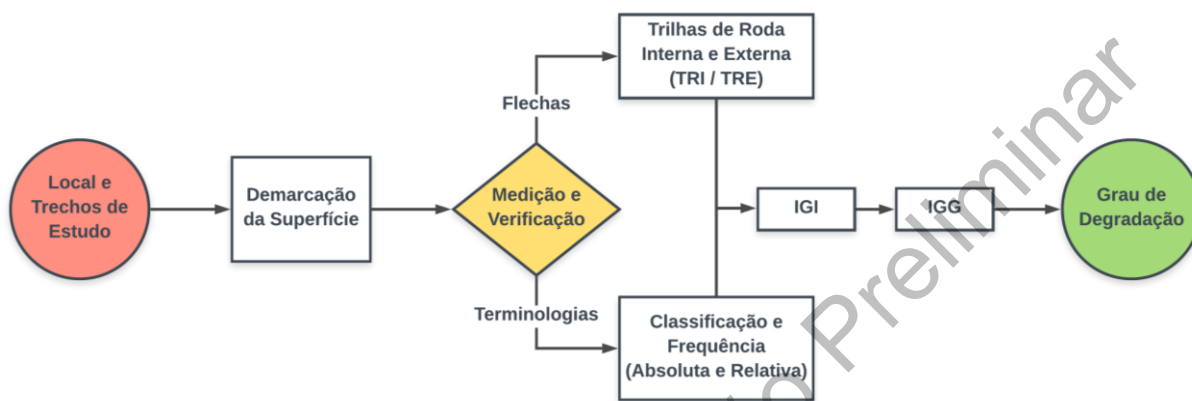 Local e
Trechos de
Estudo
Demarcação
da Superfície
Medição e
Verificação
Flechas
Terminologias
Trilhas de Roda
Interna e Externa
(TRI / TRE)
Classificação e
Frequência
(Absoluta e Relativa)
IGI
IGG
Grau de
Degradação
Preliminar